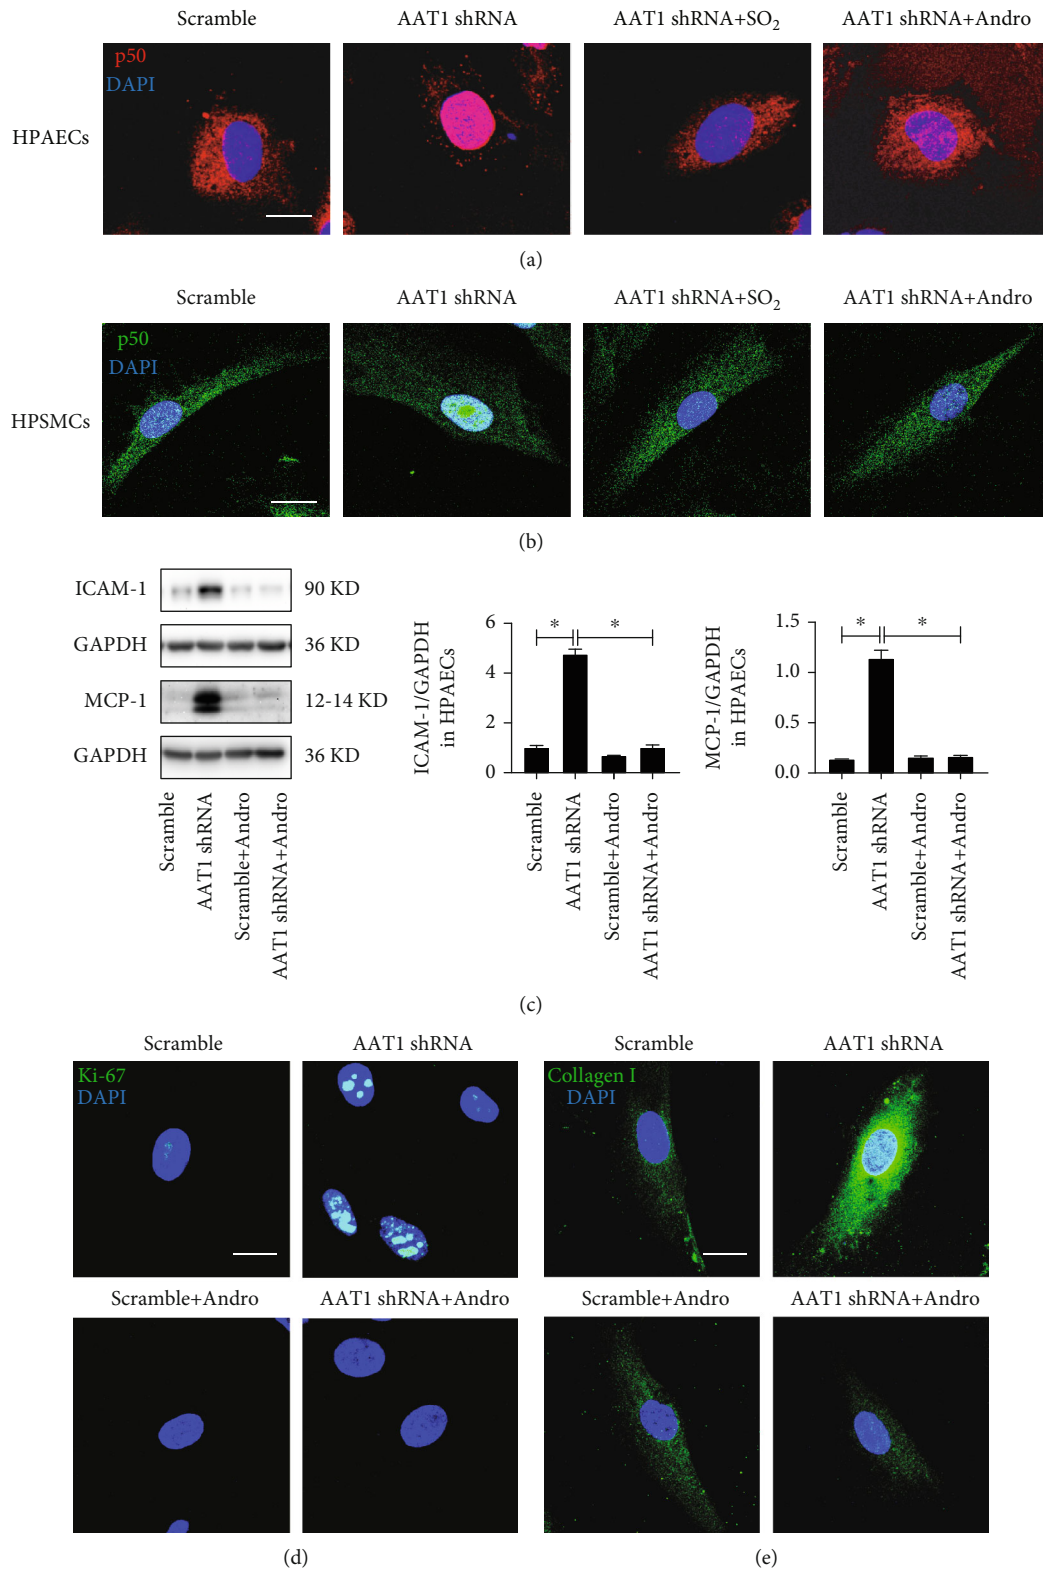 Scramble AAT1 shRNA AAT1 shRNA+SO2 AAT1 shRNA+Andro
p50
DAPI
HPAECs
(a)
Scramble AAT1 shRNA AAT1 shRNA+SO2 AAT1 shRNA+Andro
p50
DAPI
HPSMCs
(b)
ICAM-1 90 KD
GAPDH 36 KD
MCP-1 12-14 KD
GAPDH 36 KD
Scramble
AAT1 shRNA
Scramble+Andro
AAT1 shRNA+Andro
ICAM-1/GAPDH
in HPAECs
6
4
2
0
* *
Scramble
AAT1 shRNA
Scramble+Andro
AAT1 shRNA+Andro
MCP-1/GAPDH
in HPAECs
1.5
1.0
0.5
0.0
* *
Scramble
AAT1 shRNA
Scramble+Andro
AAT1 shRNA+Andro
(c)
Scramble AAT1 shRNA
Ki-67
DAPI
Scramble+Andro AAT1 shRNA+Andro
(d)
Scramble AAT1 shRNA
Collagen I
DAPI
Scramble+Andro AAT1 shRNA+Andro
(e)